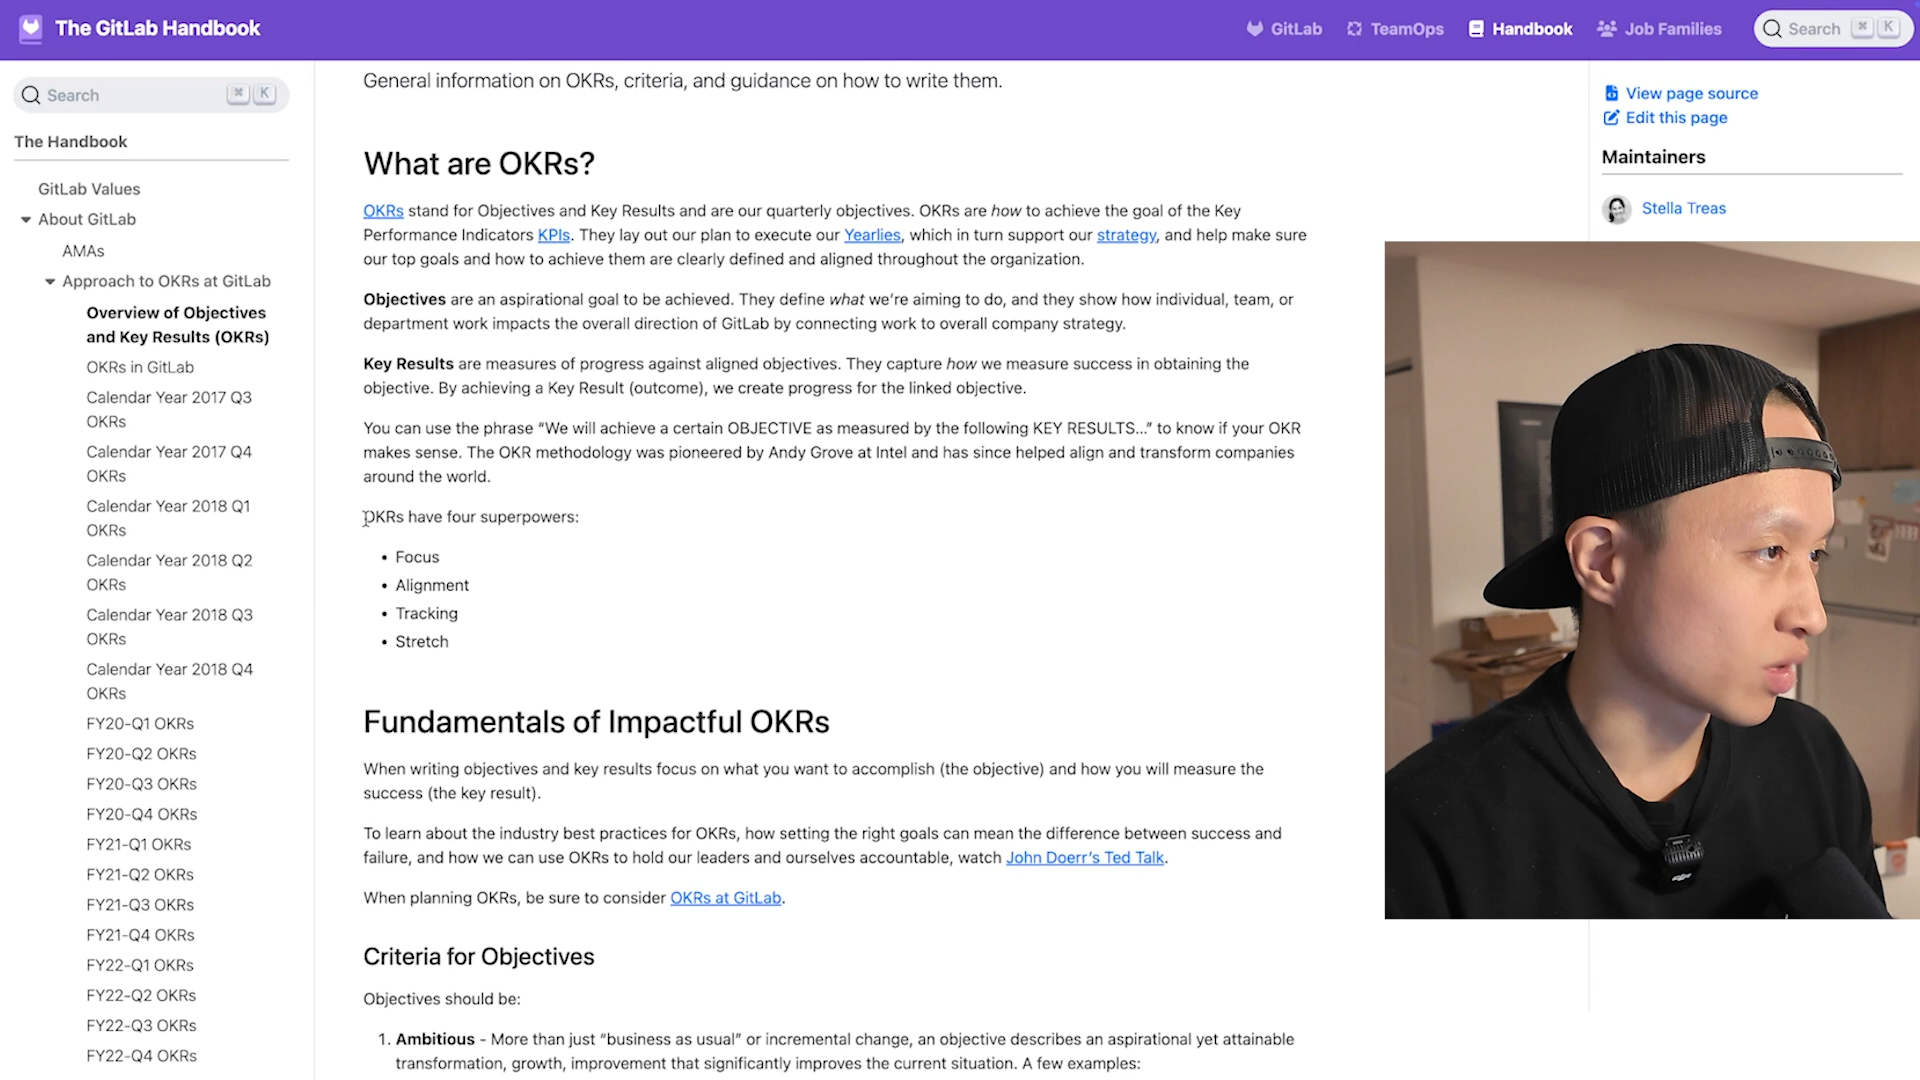 The GitLab Handbook
GitLab
TeamOps
Handbook
Job Families
Search ⌘ K
Search ⌘ K
The Handbook
GitLab Values
About GitLab
AMAs
Approach to OKRs at GitLab
Overview of Objectives
and Key Results (OKRs)
OKRs in GitLab
Calendar Year 2017 Q3
OKRs
Calendar Year 2017 Q4
OKRs
Calendar Year 2018 Q1
OKRs
Calendar Year 2018 Q2
OKRs
Calendar Year 2018 Q3
OKRs
Calendar Year 2018 Q4
OKRs
FY20-Q1 OKRs
FY20-Q2 OKRs
FY20-Q3 OKRs
FY20-Q4 OKRs
FY21-Q1 OKRs
FY21-Q2 OKRs
FY21-Q3 OKRs
FY21-Q4 OKRs
FY22-Q1 OKRs
FY22-Q2 OKRs
FY22-Q3 OKRs
FY22-Q4 OKRs
General information on OKRs, criteria, and guidance on how to write them.
What are OKRs?
OKRs stand for Objectives and Key Results and are our quarterly objectives. OKRs are how to achieve the goal of the Key
Performance Indicators KPIs. They lay out our plan to execute our Yearlies, which in turn support our strategy, and help make sure
our top goals and how to achieve them are clearly defined and aligned throughout the organization.
Objectives are an aspirational goal to be achieved. They define what we're aiming to do, and they show how individual, team, or
department work impacts the overall direction of GitLab by connecting work to overall company strategy.
Key Results are measures of progress against aligned objectives. They capture how we measure success in obtaining the
objective. By achieving a Key Result (outcome), we create progress for the linked objective.
You can use the phrase “We will achieve a certain OBJECTIVE as measured by the following KEY RESULTS…” to know if your OKR
makes sense. The OKR methodology was pioneered by Andy Grove at Intel and has since helped align and transform companies
around the world.
OKRs have four superpowers:
• Focus
• Alignment
• Tracking
• Stretch
Fundamentals of Impactful OKRs
When writing objectives and key results focus on what you want to accomplish (the objective) and how you will measure the
success (the key result).
To learn about the industry best practices for OKRs, how setting the right goals can mean the difference between success and
failure, and how we can use OKRs to hold our leaders and ourselves accountable, watch John Doerr's Ted Talk.
When planning OKRs, be sure to consider OKRs at GitLab.
Criteria for Objectives
Objectives should be:
1. Ambitious - More than just “business as usual” or incremental change, an objective describes an aspirational yet attainable
transformation, growth, improvement that significantly improves the current situation. A few examples:
View page source
Edit this page
Maintainers
Stella Treas